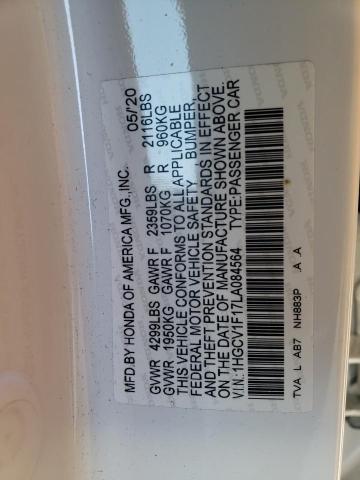 MFD.BY HONDA OF AMERICA MFG.,INC. 05/'20
GVWR 4299LBS GAWR F 2359LBS R 2116LBS
GVWR 1950KG GAWR F 1070KG R 960KG
THIS VEHICLE CONFORMS TO ALL APPLICABLE
FEDERAL MOTOR VEHICLE SAFETY BUMPER,
AND THEFT PREVENTION STANDARDS IN EFFECT
ON THE DATE OF MANUFACTURE SHOWN ABOVE.
V.I.N.:1HGCV1F17LA084564 TYPE:PASSENGER CAR
TVA L AB7 NH883P .A A